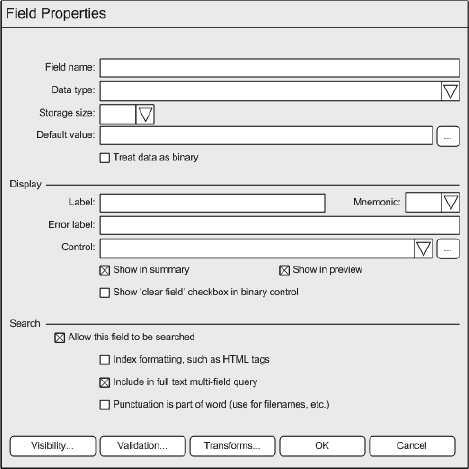 Field Properties
Field name:
Data type:
Storage size:
Default value: ...
Treat data as binary
Display
Label: Mnemonic:
Error label:
Control: ...
Show in summary Show in preview
Show 'clear field' checkbox in binary control
Search
Allow this field to be searched
Index formatting, such as HTML tags
Include in full text multi-field query
Punctuation is part of word (use for filenames, etc.)
Visibility... Validation... Transforms... OK Cancel